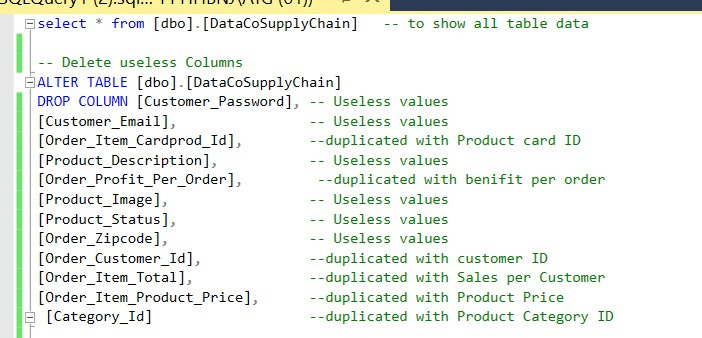 select * from [dbo].[DataCoSupplyChain]   -- to show all table data
-- Delete useless Columns
ALTER TABLE [dbo].[DataCoSupplyChain]
DROP COLUMN [Customer_Password], -- Useless values
[Customer_Email],                -- Useless values
[Order_Item_Cardprod_Id],        --duplicated with Product card ID
[Product_Description],           -- Useless values
[Order_Profit_Per_Order],         --duplicated with benifit per order
[Product_Image],                 -- Useless values
[Product_Status],                -- Useless values
[Order_Zipcode],                 -- Useless values
[Order_Customer_Id],             --duplicated with customer ID
[Order_Item_Total],              --duplicated with Sales per Customer
[Order_Item_Product_Price],      --duplicated with Product Price
[Category_Id]                    --duplicated with Product Category ID